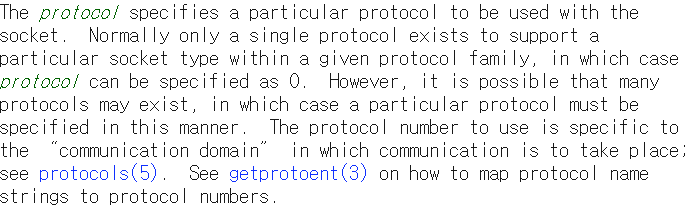 The protocol specifies a particular protocol to be used with the
socket.  Normally only a single protocol exists to support a
particular socket type within a given protocol family, in which case
protocol can be specified as 0.  However, it is possible that many
protocols may exist, in which case a particular protocol must be
specified in this manner.  The protocol number to use is specific to
the “communication domain” in which communication is to take place;
see protocols(5).  See getprotoent(3) on how to map protocol name
strings to protocol numbers.